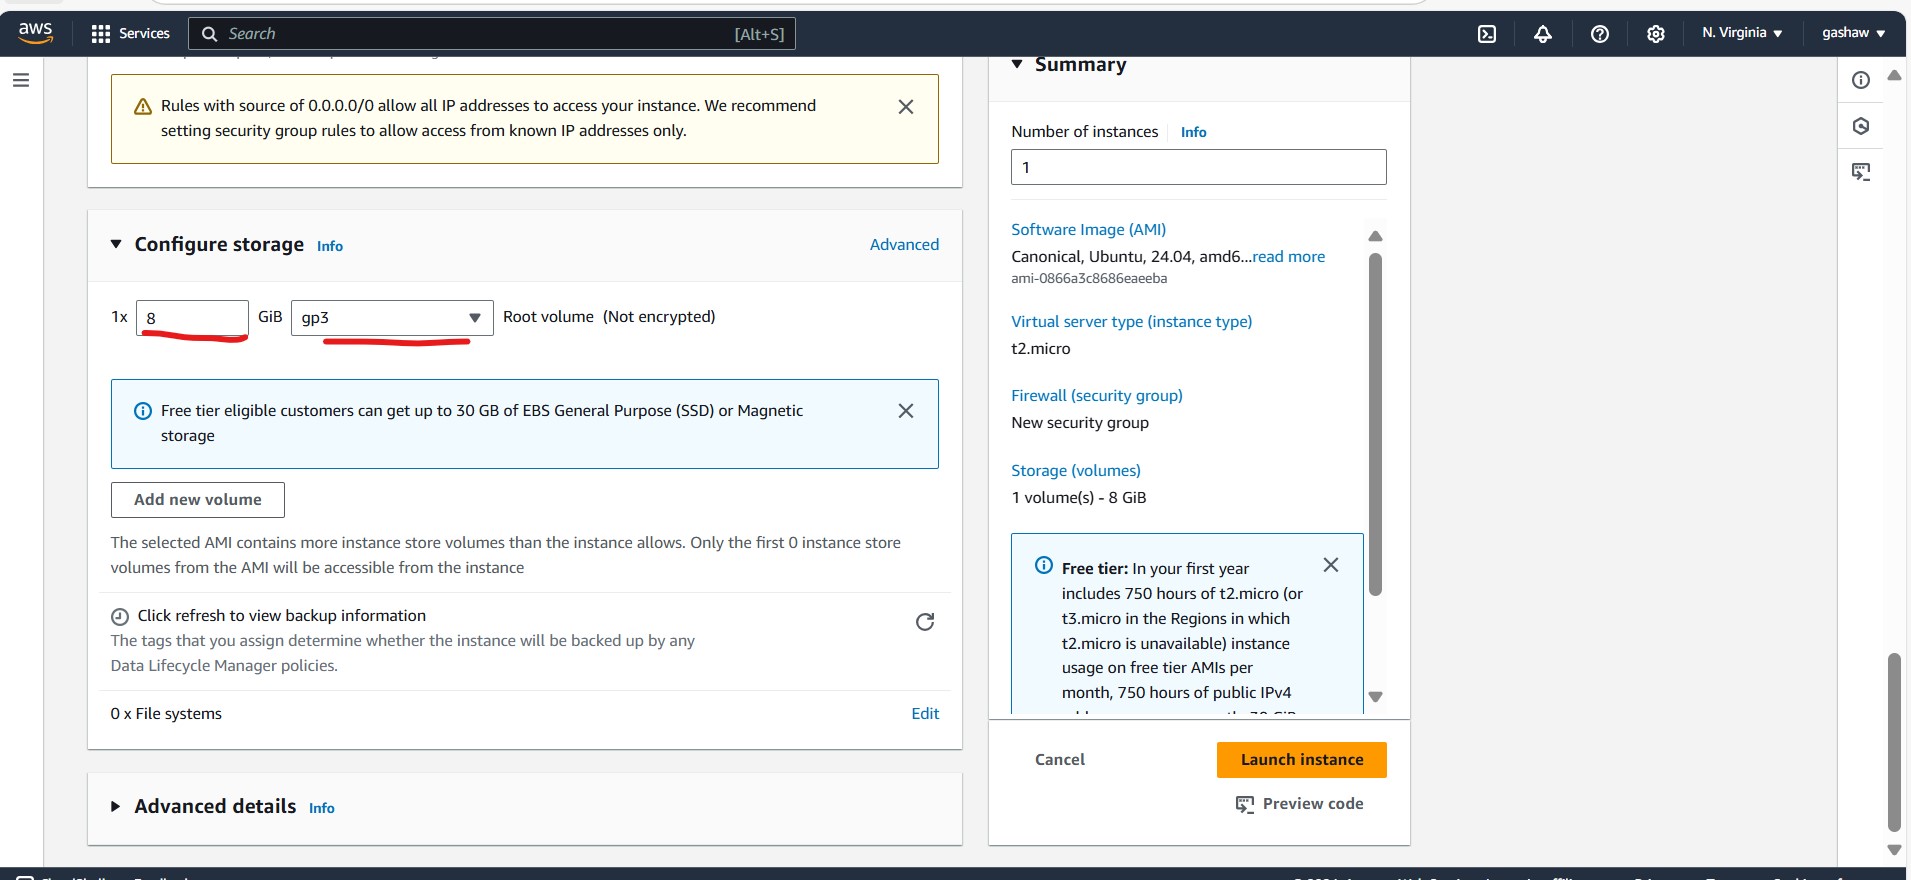 aws
Services
Search
[Alt+S]
N. Virginia
gashaw
Rules with source of 0.0.0.0/0 allow all IP addresses to access your instance. We recommend
setting security group rules to allow access from known IP addresses only.
Configure storage
Info
Advanced
1x
8
GiB
gp3
Root volume (Not encrypted)
Free tier eligible customers can get up to 30 GB of EBS General Purpose (SSD) or Magnetic
storage
Add new volume
The selected AMI contains more instance store volumes than the instance allows. Only the first 0 instance store
volumes from the AMI will be accessible from the instance
Click refresh to view backup information
The tags that you assign determine whether the instance will be backed up by any
Data Lifecycle Manager policies.
0 x File systems
Edit
Advanced details
Info
Summary
Number of instances
Info
1
Software Image (AMI)
Canonical, Ubuntu, 24.04, amd6...read more
ami-0866a3c8686eaeeba
Virtual server type (instance type)
t2.micro
Firewall (security group)
New security group
Storage (volumes)
1 volume(s) - 8 GiB
Free tier: In your first year
includes 750 hours of t2.micro (or
t3.micro in the Regions in which
t2.micro is unavailable) instance
usage on free tier AMIs per
month, 750 hours of public IPv4
Cancel
Launch instance
Preview code